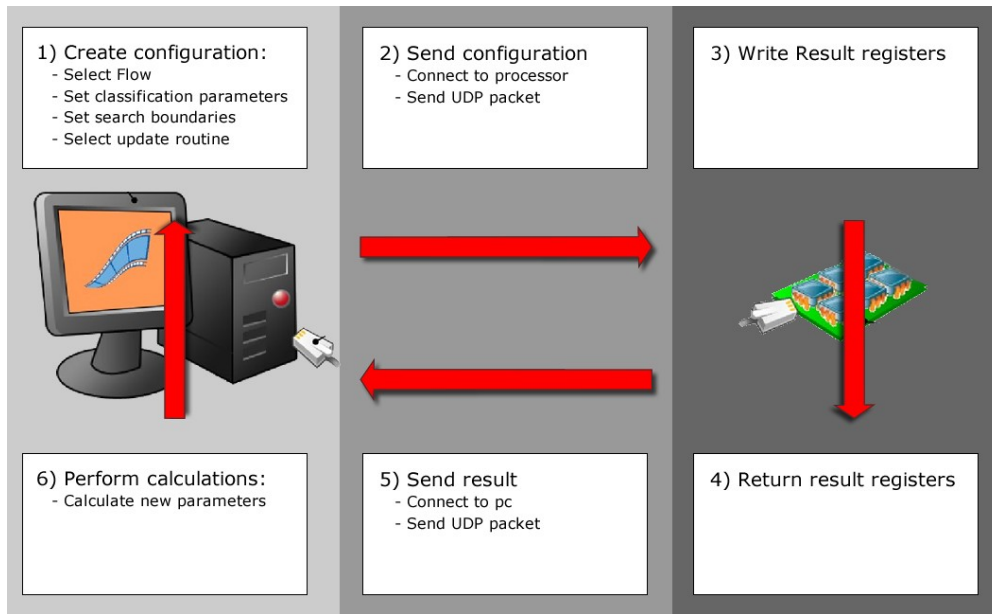 1) Create configuration:
- Select Flow
- Set classification parameters
- Set search boundaries
- Select update routine
2) Send configuration
- Connect to processor
- Send UDP packet
3) Write Result registers
6) Perform calculations:
- Calculate new parameters
5) Send result
- Connect to pc
- Send UDP packet
4) Return result registers